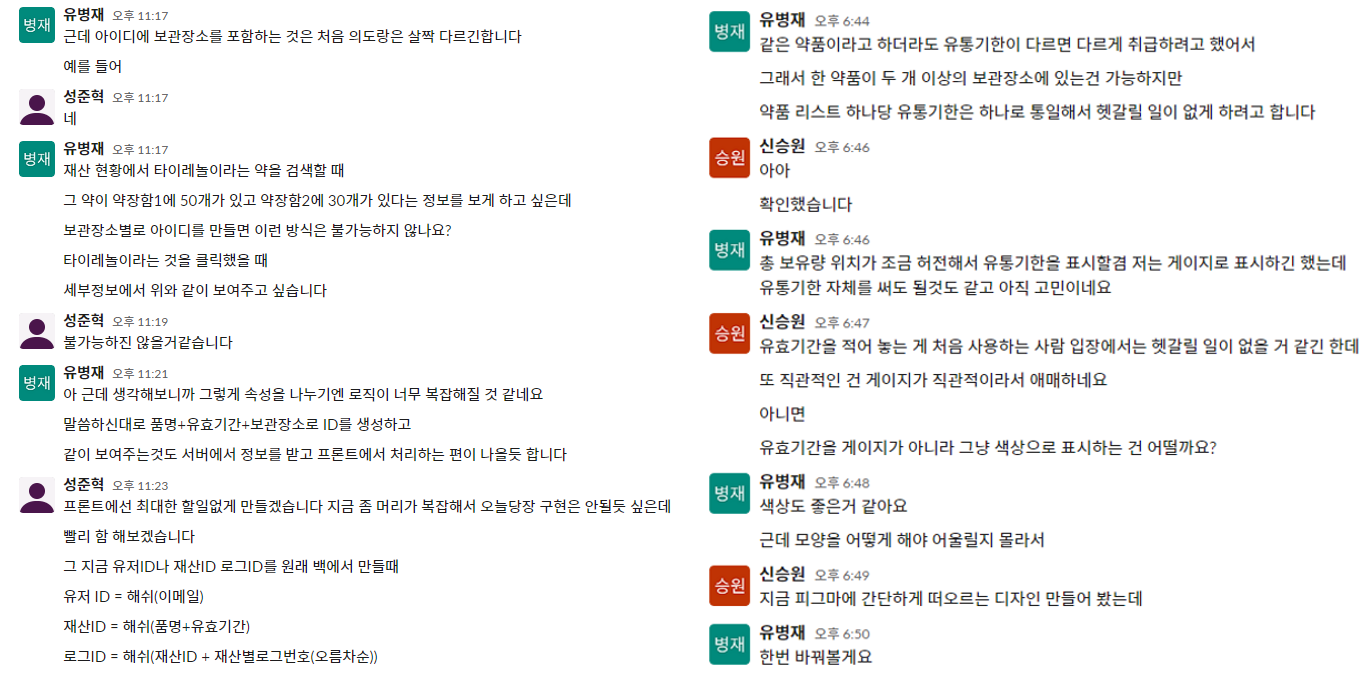 병재
유병재 오후 11:17
근데 아이디에 보관장소를 포함하는 것은 처음 의도랑은 살짝 다르긴합니다
예를 들어
성준혁 오후 11:17
네
병재
유병재 오후 11:17
재산 현황에서 타이레놀이라는 약을 검색할 때
그 약이 약장함1에 50개가 있고 약장함2에 30개가 있다는 정보를 보게 하고 싶은데
보관장소별로 아이디를 만들면 이런 방식은 불가능하지 않나요?
타이레놀이라는 것을 클릭했을 때
세부정보에서 위와 같이 보여주고 싶습니다
성준혁 오후 11:19
불가능하진 않을거같습니다
병재
유병재 오후 11:21
아 근데 생각해보니까 그렇게 속성을 나누기엔 로직이 너무 복잡해질 것 같네요
말씀하신대로 품명+유효기간+보관장소로 ID를 생성하고
같이 보여주는것도 서버에서 정보를 받고 프론트에서 처리하는 편이 나을듯 합니다
성준혁 오후 11:23
프론트에선 최대한 할일없게 만들겠습니다 지금 좀 머리가 복잡해서 오늘당장 구현은 안될듯 싶은데
빨리 함 해보겠습니다
그 지금 유저ID나 재산ID 로그ID를 원래 백에서 만들때
유저 ID = 해쉬(이메일)
재산ID = 해쉬(품명+유효기간)
로그ID = 해쉬(재산ID + 재산별로그번호(오름차순))
병재
유병재 오후 6:44
같은 약품이라고 하더라도 유통기한이 다르면 다르게 취급하려고 했어서
그래서 한 약품이 두 개 이상의 보관장소에 있는건 가능하지만
약품 리스트 하나당 유통기한은 하나로 통일해서 헷갈릴 일이 없게 하려고 합니다
승원
신승원 오후 6:46
아아
확인했습니다
병재
유병재 오후 6:46
총 보유량 위치가 조금 허전해서 유통기한을 표시할겸 저는 게이지로 표시하긴 했는데
유통기한 자체를 써도 될것도 같고 아직 고민이네요
승원
신승원 오후 6:47
유효기간을 적어 놓는 게 처음 사용하는 사람 입장에서는 헷갈릴 일이 없을 거 같긴 한데
또 직관적인 건 게이지가 직관적이라서 애매하네요
아니면
유효기간을 게이지가 아니라 그냥 색상으로 표시하는 건 어떨까요?
병재
유병재 오후 6:48
색상도 좋은거 같아요
근데 모양을 어떻게 해야 어울릴지 몰라서
승원
신승원 오후 6:49
지금 피그마에 간단하게 떠오르는 디자인 만들어 봤는데
병재
유병재 오후 6:50
한번 바꿔볼게요